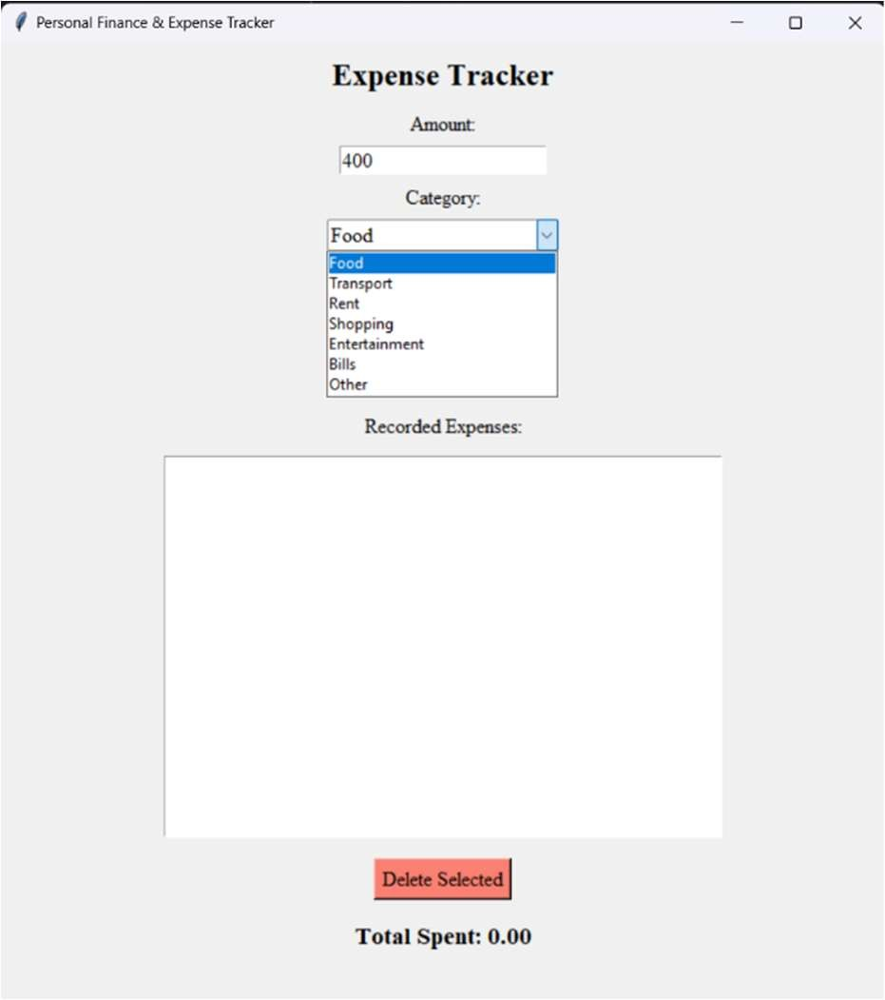 Personal Finance & Expense Tracker
Expense Tracker
Amount:
400
Category:
Food
Food
Transport
Rent
Shopping
Entertainment
Bills
Other
Recorded Expenses:
Delete Selected
Total Spent: 0.00